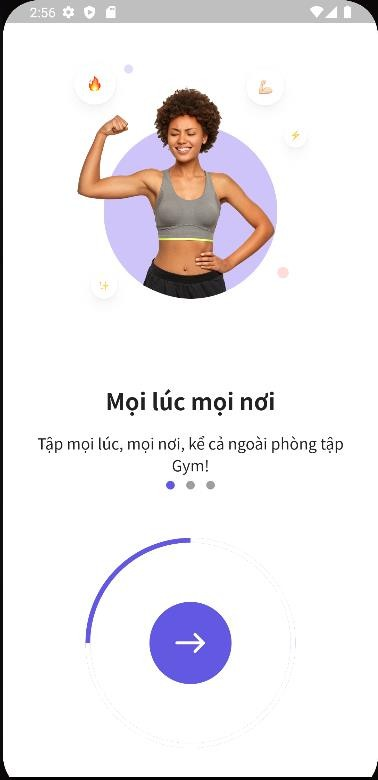 2:56
Mọi lúc mọi nơi
Tập mọi lúc, mọi nơi, kể cả ngoài phòng tập
Gym!